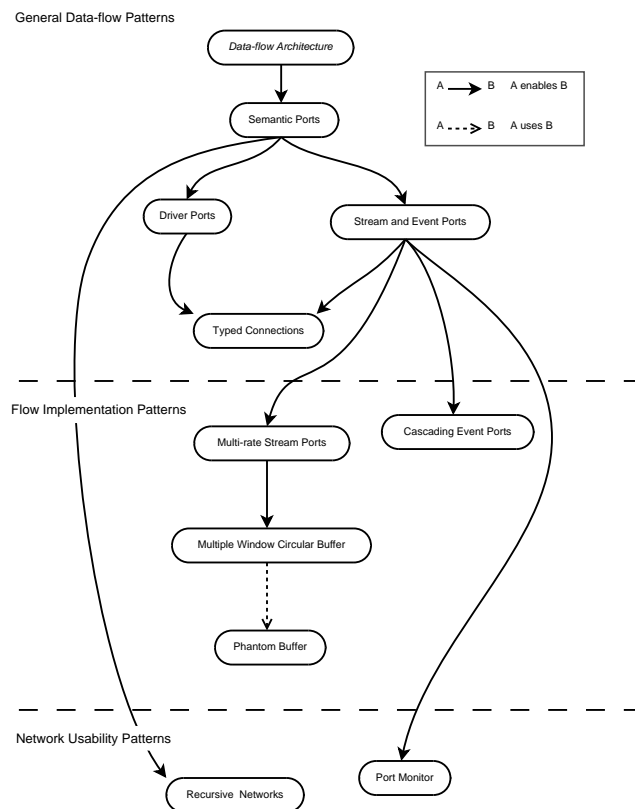 General Data-flow Patterns
Data-flow Architecture
A B A enables B
Semantic Ports
A B A uses B
Driver Ports
Stream and Event Ports
Typed Connections
Flow Implementation Patterns
Cascading Event Ports
Multi-rate Stream Ports
Multiple Window Circular Buffer
Phantom Buffer
Network Usability Patterns
Port Monitor
Recursive Networks